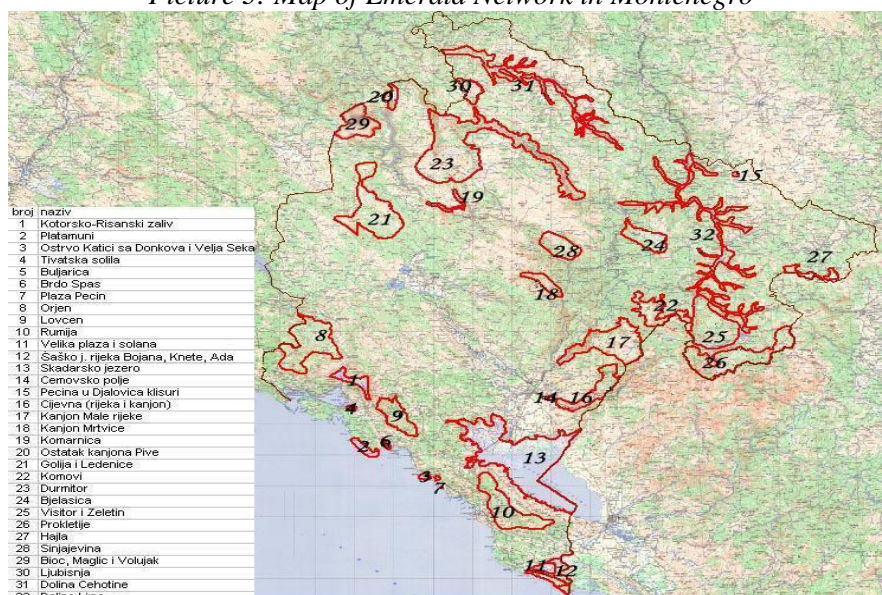 Picture 3: Map of Emerald Network in Montenegro
broj naziv
1 Kotorsko-Risanski zaliv
2 Platamuni
3 Ostrvo Katici sa Donkova i Velja Seka
4 Tivatska solila
5 Buljarica
6 Brdo Spas
7 Plaza Pecin
8 Orjen
9 Lovcen
10 Rumija
11 Velika plaza i solana
12 Šaško j. rijeka Bojana, Knete, Ada
13 Skadarsko jezero
14 Cemovsko polje
15 Pecina u Djalovica klisuri
16 Cijevna (rijeka i kanjon)
17 Kanjon Male rijeke
18 Kanjon Mrtvice
19 Komarnica
20 Ostatak kanjona Pive
21 Golija i Ledenice
22 Komovi
23 Durmitor
24 Bjelasica
25 Visitor i Zeletin
26 Prokletije
27 Hajla
28 Sinjajevina
29 Bioc, Maglic i Volujak
30 Ljubisnja
31 Dolina Cehotine
20
30
31
29
23
15
19
21
32
24
28
27
18
22
25
17
8
26
1
14
16
4
9
6
2
13
3
7
10
11
12